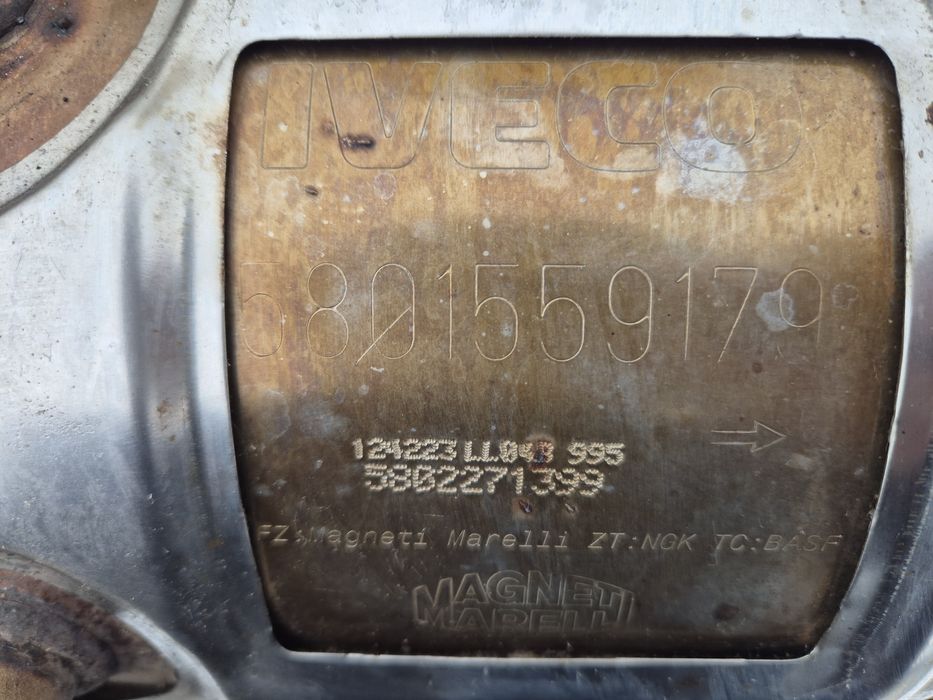 IVECO
5801559179
124223 LL048 995
5802271399
FZ:Magneti Marelli ZT:NGK TC:BASF
MAGNETI
MARELLI